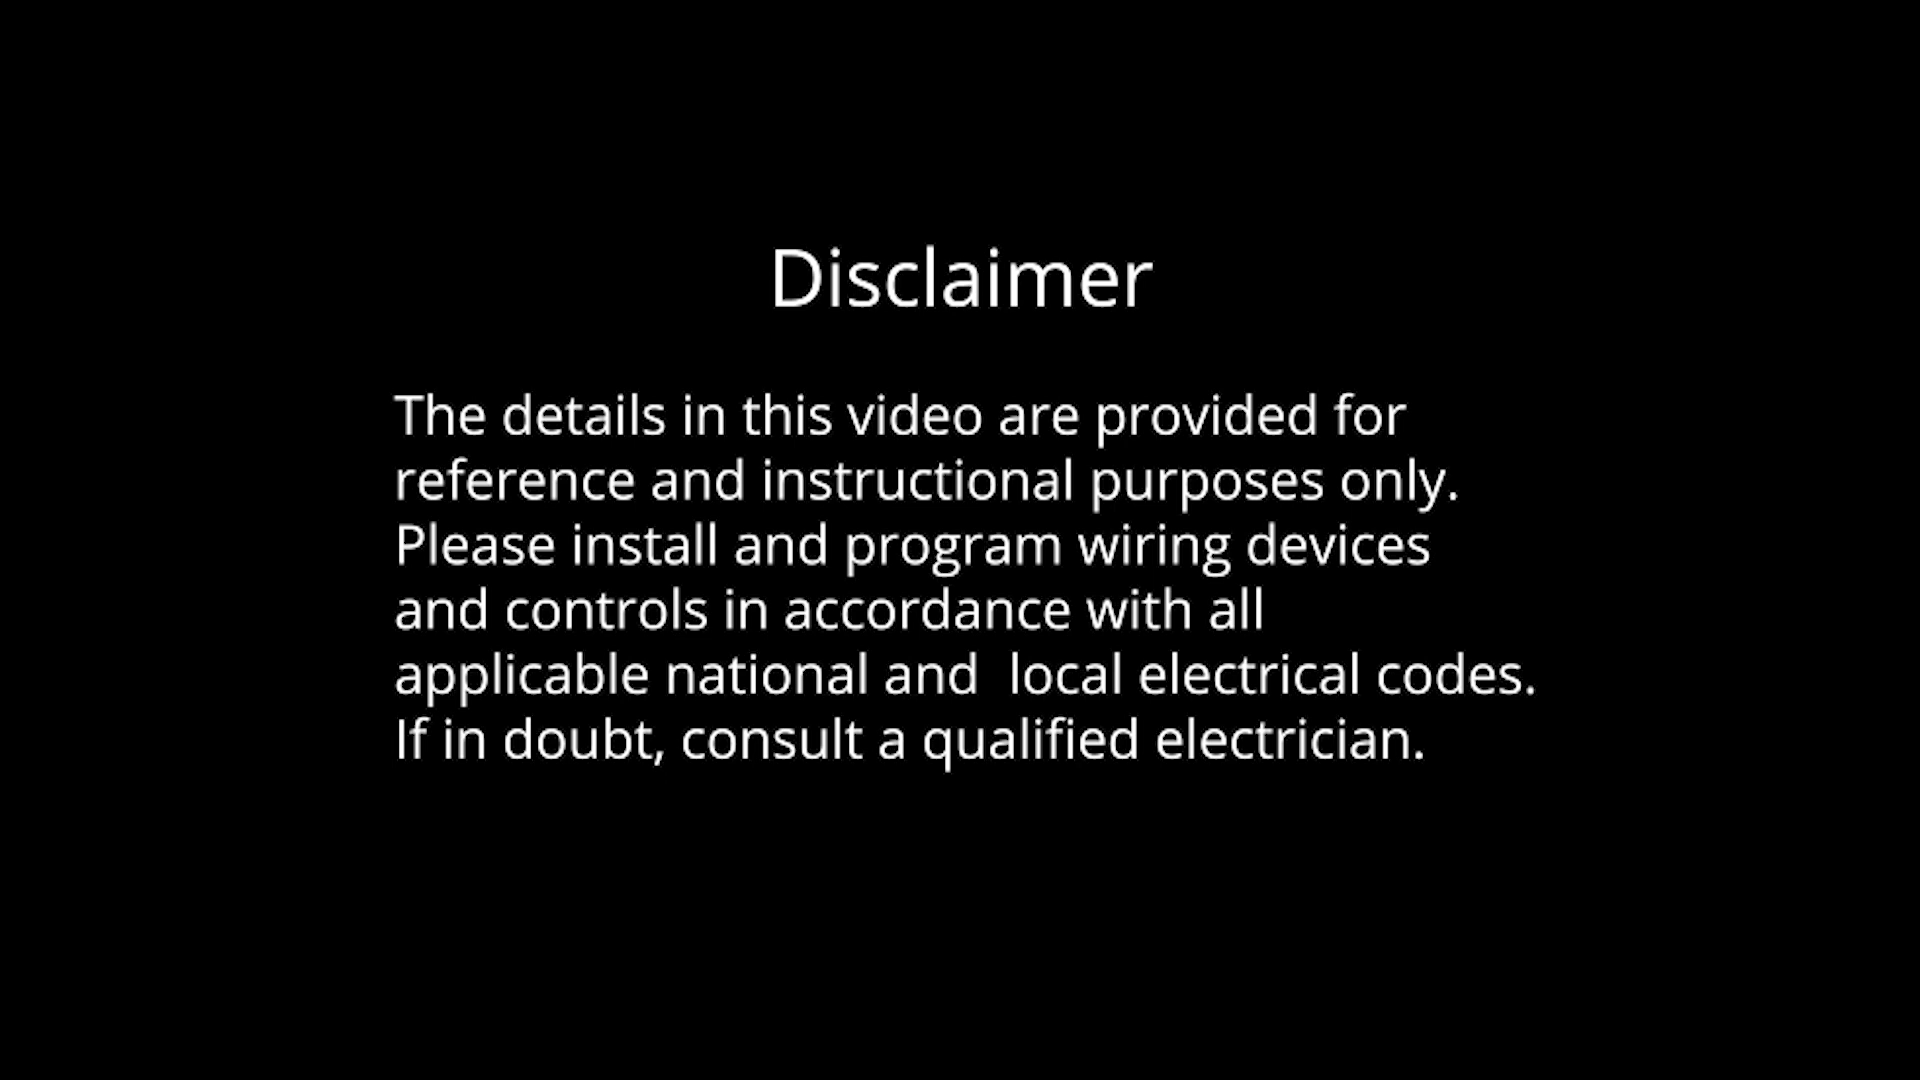 Disclaimer
The details in this video are provided for
reference and instructional purposes only.
Please install and program wiring devices
and controls in accordance with all
applicable national and  local electrical codes.
If in doubt, consult a qualified electrician.